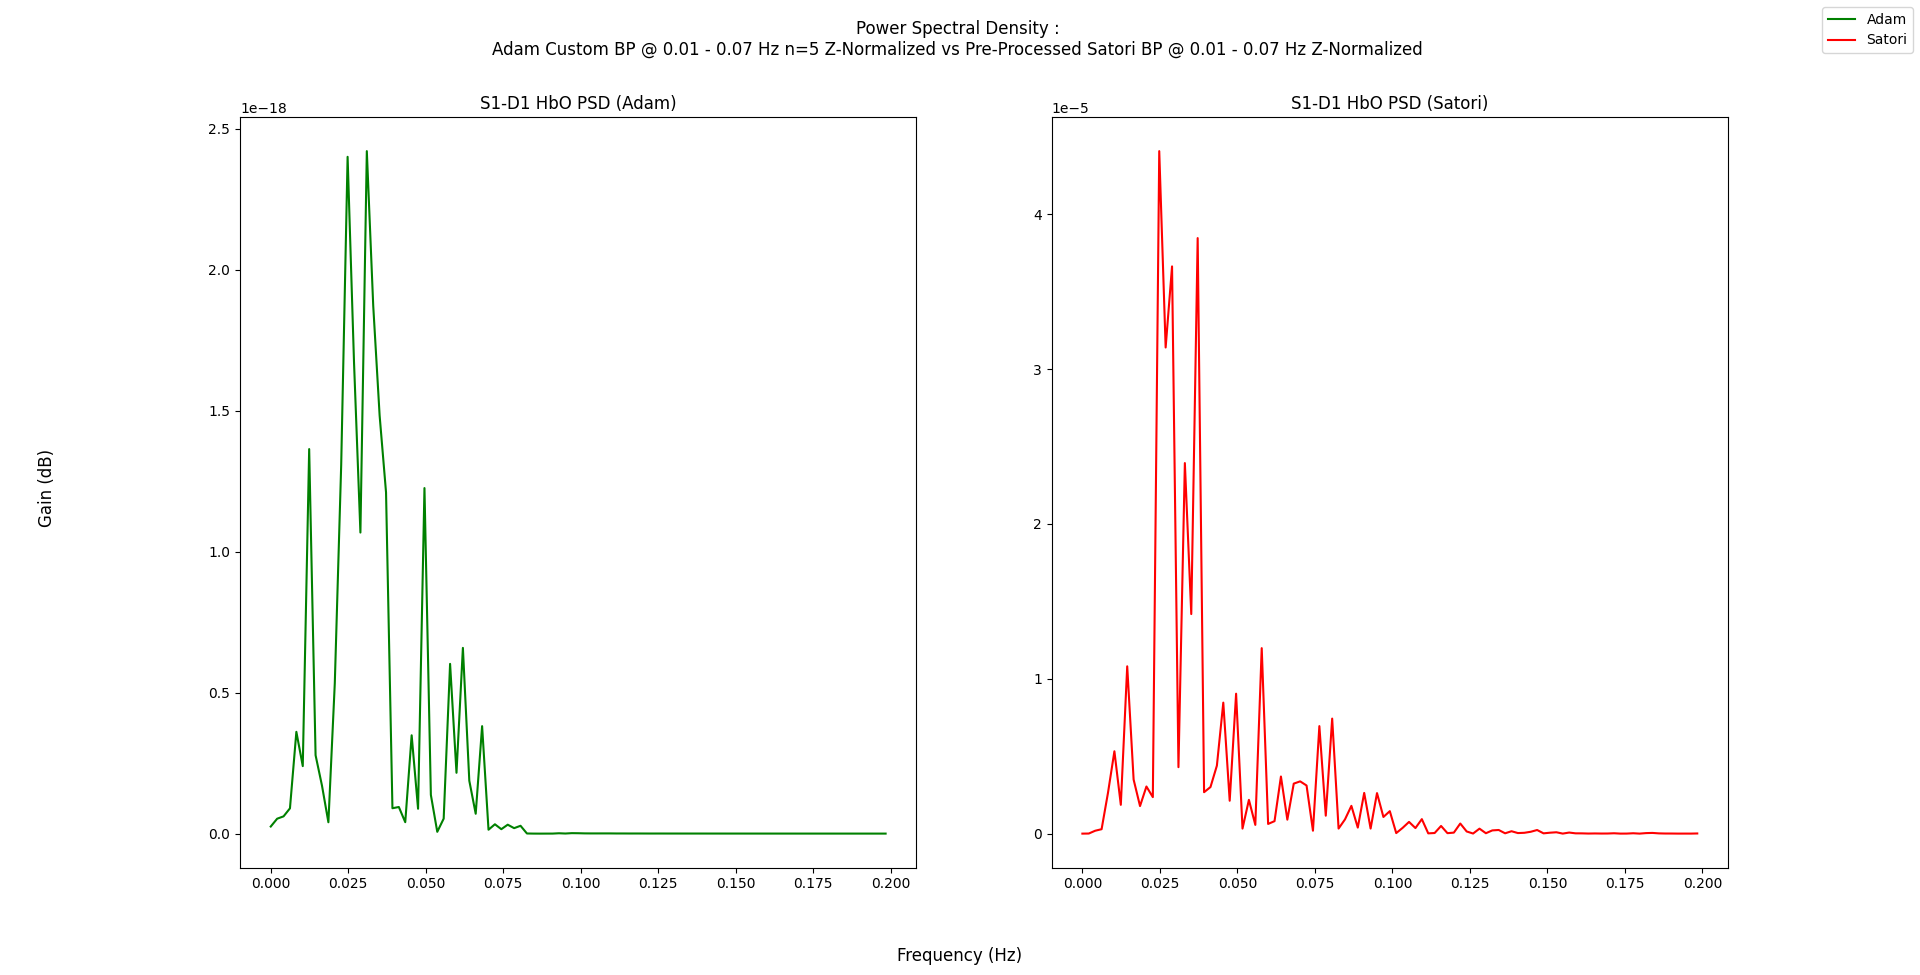 Power Spectral Density :
Adam Custom BP @ 0.01 - 0.07 Hz n=5 Z-Normalized vs Pre-Processed Satori BP @ 0.01 - 0.07 Hz Z-Normalized
Adam
Satori
S1-D1 HbO PSD (Adam)
1e−18
2.5
2.0
1.5
1.0
0.5
0.0
0.000 0.025 0.050 0.075 0.100 0.125 0.150 0.175 0.200
S1-D1 HbO PSD (Satori)
1e−5
4
3
2
1
0
0.000 0.025 0.050 0.075 0.100 0.125 0.150 0.175 0.200
Gain (dB)
Frequency (Hz)